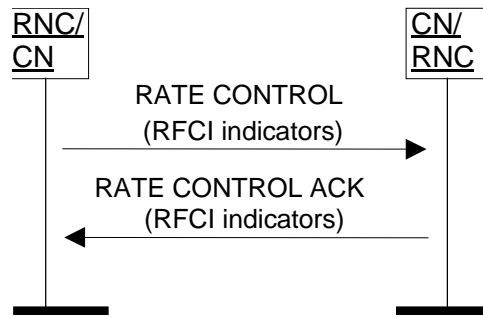 RNC/
CN
CN/
RNC
RATE CONTROL
(RFCI indicators)
RATE CONTROL ACK
(RFCI indicators)